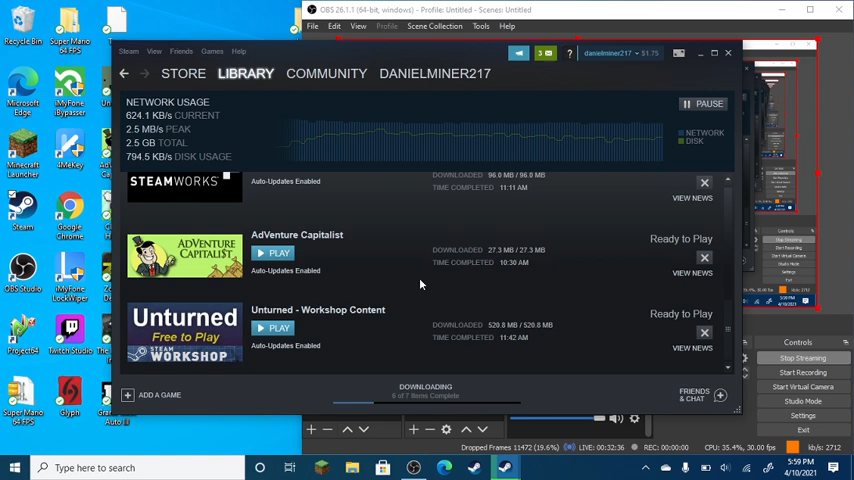 OBS 26.1.1 (64-bit, windows) - Profile: Untitled - Scenes: Untitled
File Edit View Profile Scene Collection Tools Help
Recycle Bin
Super Mario 64 FPS
Microsoft Edge
iMyFone iBypasser
Minecraft Launcher
4MeKey
Steam
Google Chrome
OBS Studio
iMyFone LockWiper
Project64
Twitch Studio
Super Mario 64
Glyph
Steam View Friends Games Help
3
?
danielminer217 $1.75
STORE LIBRARY COMMUNITY DANIELMINER217
NETWORK USAGE
624.1 KB/s CURRENT
2.5 MB/s PEAK
2.5 GB TOTAL
794.5 KB/s DISK USAGE
PAUSE
NETWORK
DISK
STEAMWORKS
Auto-Updates Enabled
DOWNLOADED 96.0 MB / 96.0 MB
TIME COMPLETED 11:11 AM
VIEW NEWS
ADVENTURE CAPITALI$T
AdVenture Capitalist
PLAY
Auto-Updates Enabled
DOWNLOADED 27.3 MB / 27.3 MB
TIME COMPLETED 10:30 AM
Ready to Play
VIEW NEWS
Unturned
Free to Play
STEAM WORKSHOP
Unturned - Workshop Content
PLAY
Auto-Updates Enabled
DOWNLOADED 520.8 MB / 520.8 MB
TIME COMPLETED 11:42 AM
Ready to Play
VIEW NEWS
ADD A GAME
DOWNLOADING
6 of 7 Items Complete
FRIENDS & CHAT
Controls
Stop Streaming
Start Recording
Start Virtual Camera
Studio Mode
Settings
Exit
Dropped Frames 11472 (19.6%) LIVE: 00:32:36 REC: 00:00:00 CPU: 35.4%, 30.00 fps kb/s: 2712
Type here to search
5:59 PM
4/10/2021